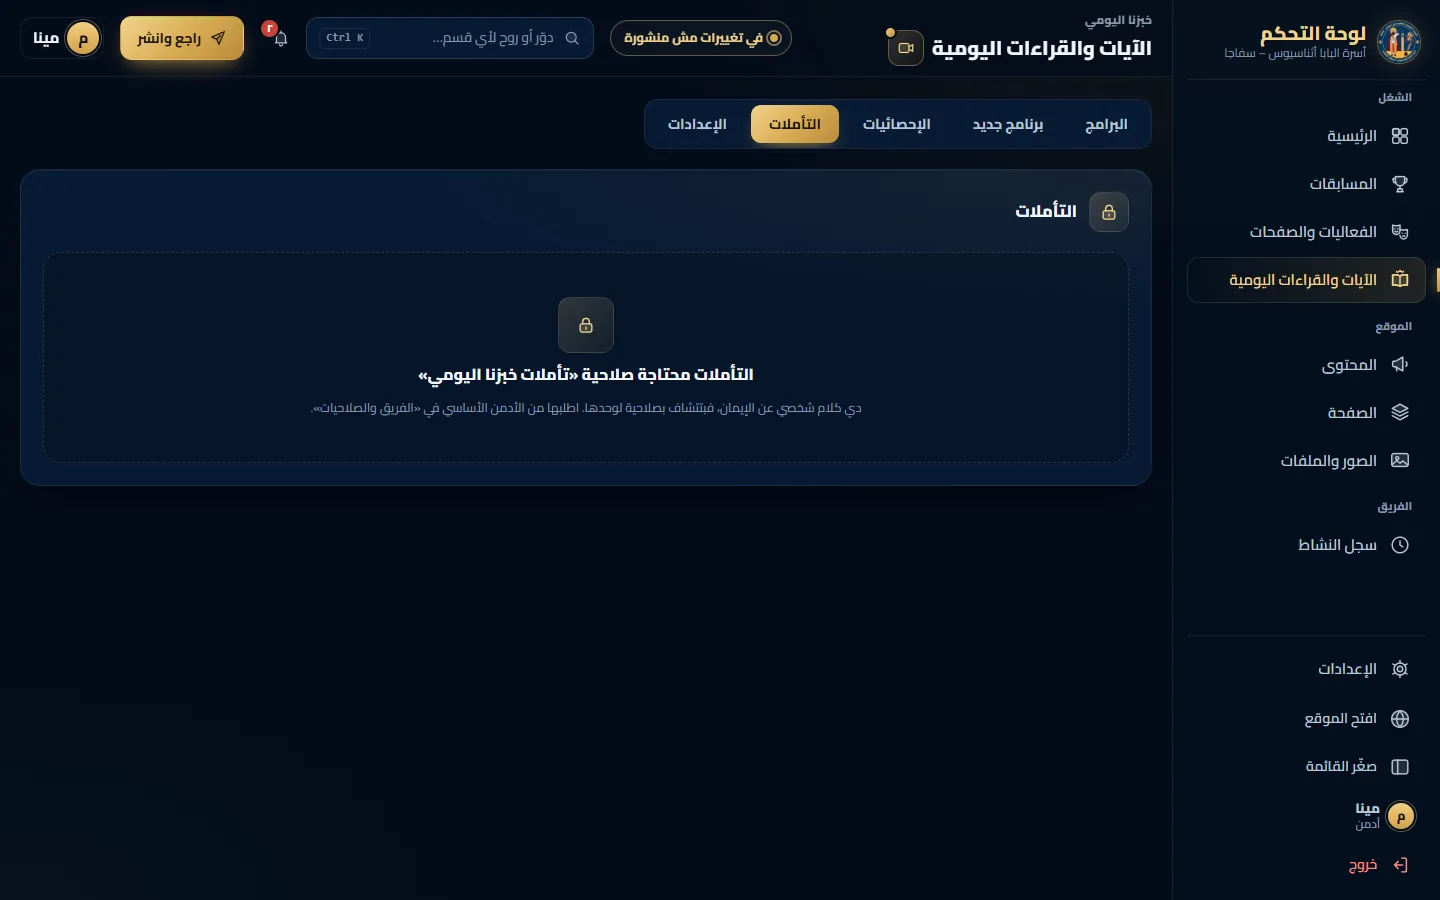 لوحة التحكم
أسرة البابا أثناسيوس – سفاجا
الشغل
الرئيسية
المسابقات
الفعاليات والصفحات
الآيات والقراءات اليومية
الموقع
المحتوى
الصفحة
الصور والملفات
الفريق
سجل النشاط
الإعدادات
افتح الموقع
صغّر القائمة
م
مينا
أدمن
خروج
خبزنا اليومي
الآيات والقراءات اليومية
في تغييرات مش منشورة
دوّر أو روح لأي قسم...
Ctrl K
٢
راجع وانشر
م
مينا
البرامج
برنامج جديد
الإحصائيات
التأملات
الإعدادات
التأملات
التأملات محتاجة صلاحية «تأملات خبزنا اليومي»
دي كلام شخصي عن الإيمان، فبتتشاف بصلاحية لوحدها. اطلبها من الأدمن الأساسي في «الفريق والصلاحيات».